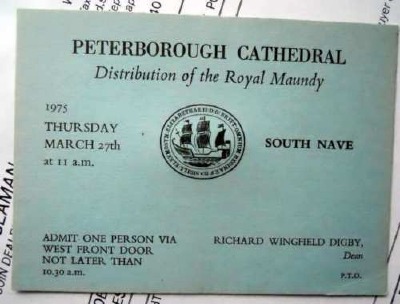 PETERBOROUGH CATHEDRAL
Distribution of the Royal Maundy
1975
THURSDAY
MARCH 27th
at 11 a.m.
SOUTH NAVE
ADMIT ONE PERSON VIA
WEST FRONT DOOR
NOT LATER THAN
10.30 a.m.
RICHARD WINGFIELD DIGBY,
Dean
P.T.O.